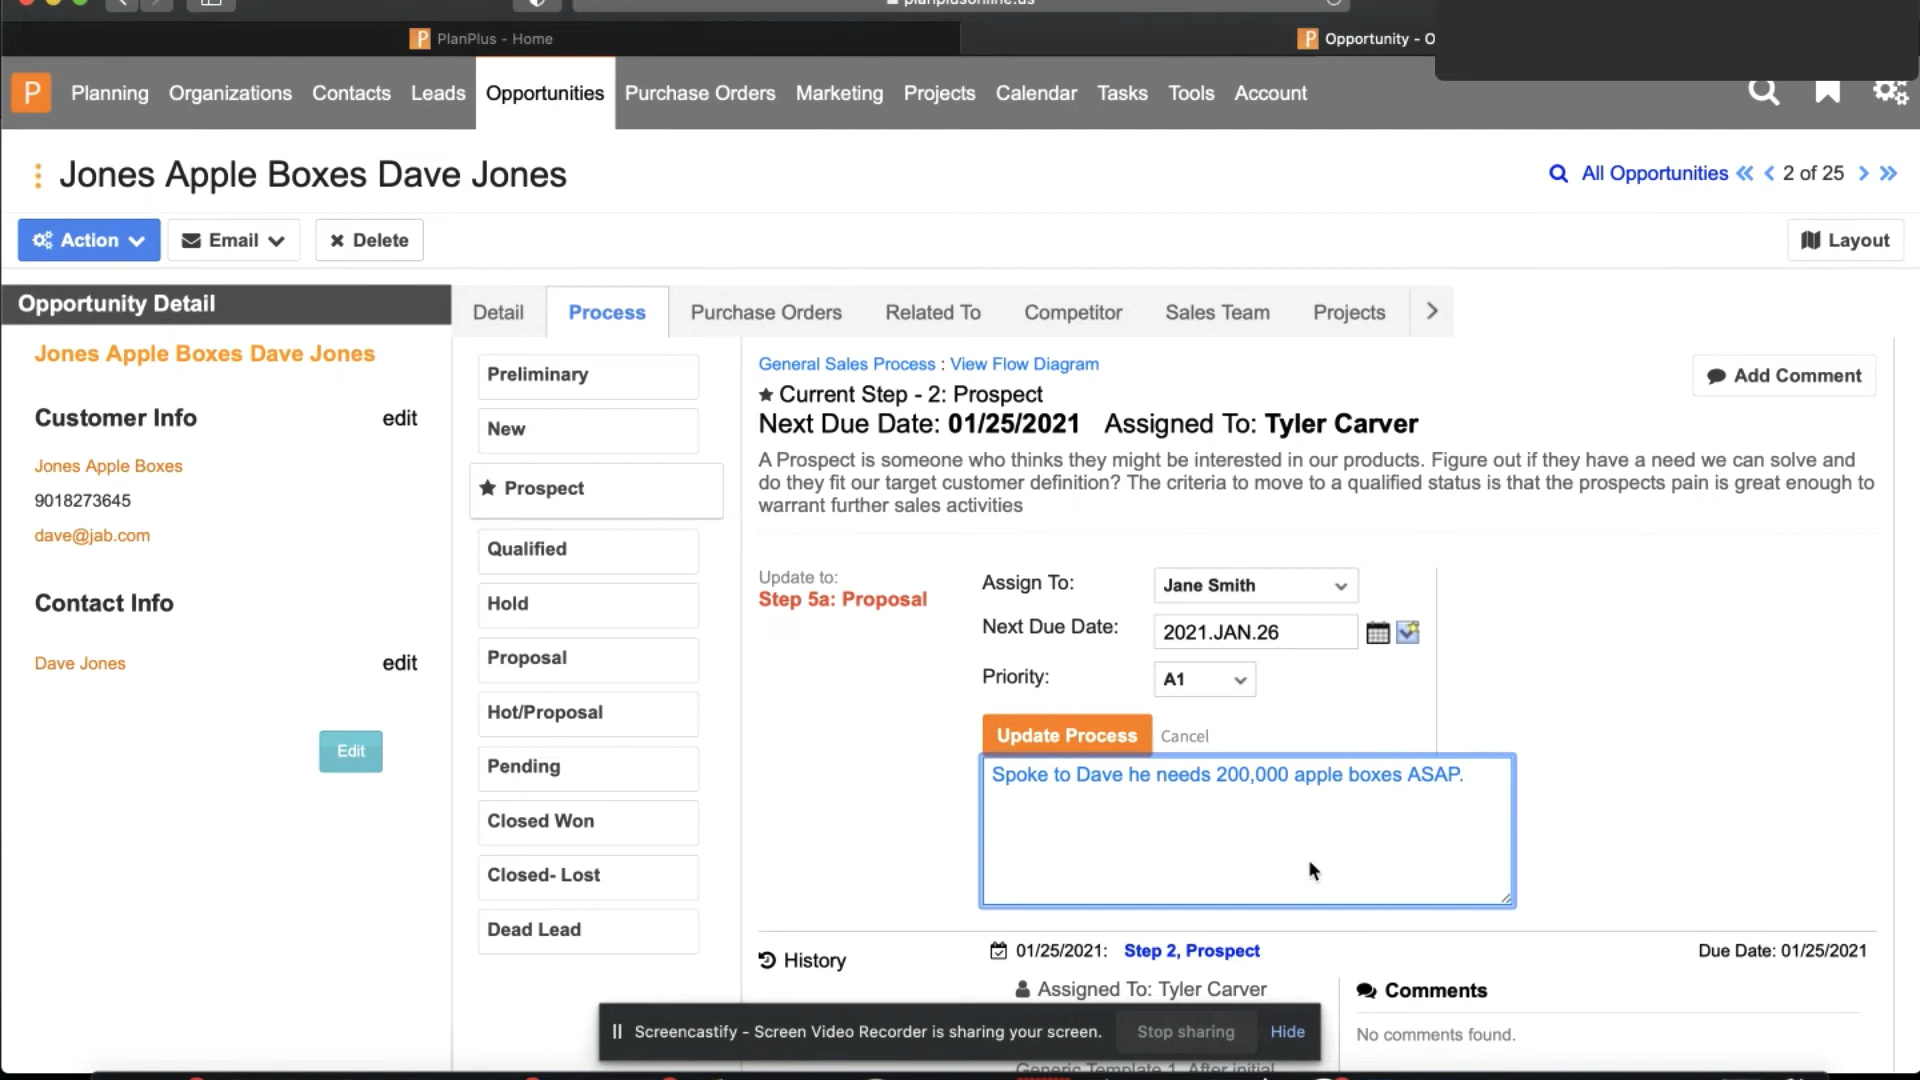 planplusonline.us
PlanPlus - Home
Opportunity - O
P Planning Organizations Contacts Leads Opportunities Purchase Orders Marketing Projects Calendar Tasks Tools Account
Jones Apple Boxes Dave Jones
All Opportunities 2 of 25
Action Email Delete
Layout
Opportunity Detail
Jones Apple Boxes Dave Jones
Customer Info edit
Jones Apple Boxes
9018273645
dave@jab.com
Contact Info
Dave Jones edit
Edit
Detail Process Purchase Orders Related To Competitor Sales Team Projects
Preliminary
New
Prospect
Qualified
Hold
Proposal
Hot/Proposal
Pending
Closed Won
Closed- Lost
Dead Lead
General Sales Process : View Flow Diagram
Add Comment
Current Step - 2: Prospect
Next Due Date: 01/25/2021 Assigned To: Tyler Carver
A Prospect is someone who thinks they might be interested in our products. Figure out if they have a need we can solve and
do they fit our target customer definition? The criteria to move to a qualified status is that the prospects pain is great enough to
warrant further sales activities
Update to:
Step 5a: Proposal
Assign To: Jane Smith
Next Due Date: 2021.JAN.26
Priority: A1
Update Process Cancel
Spoke to Dave he needs 200,000 apple boxes ASAP.
History
01/25/2021: Step 2, Prospect Due Date: 01/25/2021
Assigned To: Tyler Carver
Comments
No comments found.
Screencastify - Screen Video Recorder is sharing your screen. Stop sharing Hide
Generic Template 1, After initial